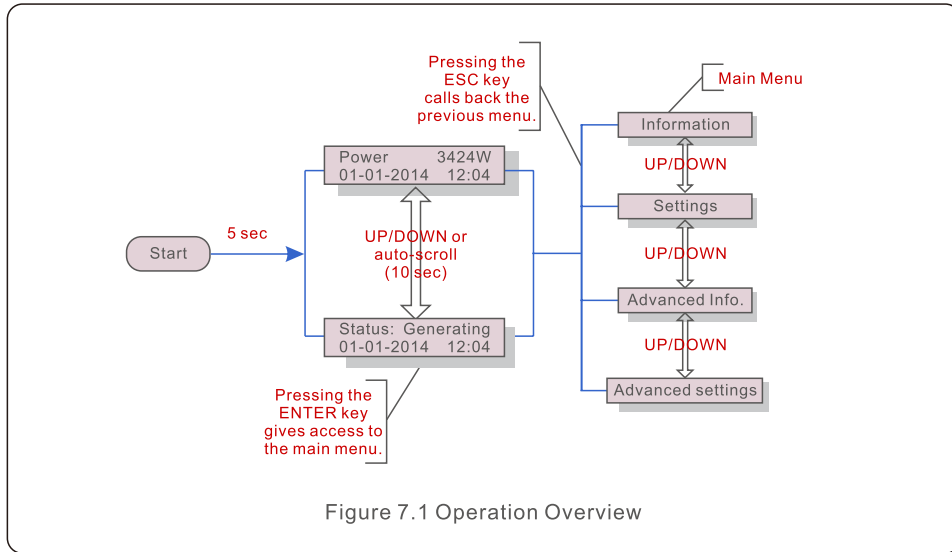 Start
5 sec
Power 3424W
01-01-2014 12:04
UP/DOWN or
auto-scroll
(10 sec)
Status: Generating
01-01-2014 12:04
Pressing the
ENTER key
gives access to
the main menu.
Pressing the
ESC key
calls back the
previous menu.
Main Menu
Information
UP/DOWN
Settings
UP/DOWN
Advanced Info.
UP/DOWN
Advanced settings
Figure 7.1 Operation Overview